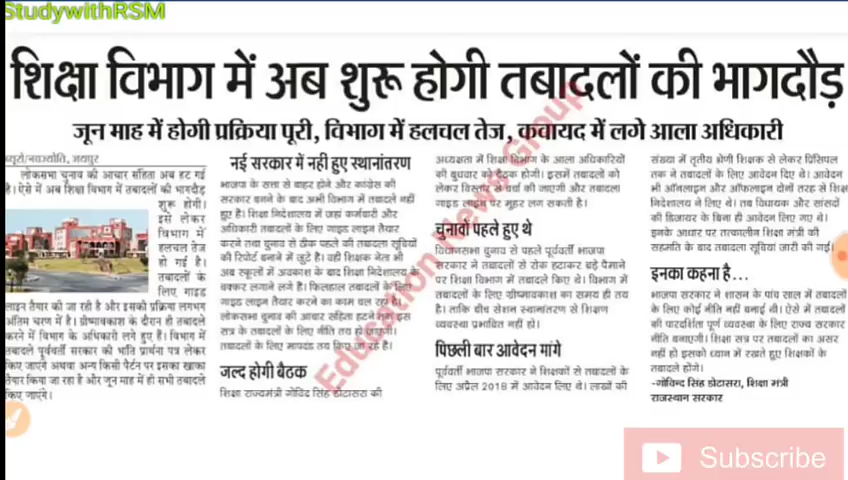 StudywithRSM
शिक्षा विभाग में अब शुरू होगी तबादलों की भागदौड़
जून माह में होगी प्रक्रिया पूरी, विभाग में हलचल तेज, कवायद में लगे आला अधिकारी
ब्यूरो/नवज्योति, जयपुर
लोकसभा चुनाव की आचार संहिता अब हट गई
है। ऐसे में अब शिक्षा विभाग में तबादलों की भागदौड़
शुरू होगी।
इसे लेकर
विभाग में
हलचल तेज
हो गई है।
तबादलों के
लिए गाइड
लाइन तैयार की जा रही है और इसकी प्रक्रिया लगभग
अंतिम चरण में है। ग्रीष्मावकाश के दौरान ही तबादले
करने में विभाग के अधिकारी लगे हुए हैं। विभाग में
तबादले पूर्ववर्ती सरकार की भांति प्रार्थना पत्र लेकर
किए जाएंगे अथवा अन्य किसी पैर्टन पर इसका खाका
तैयार किया जा रहा है और जून माह में ही सभी तबादले
किए जाएंगे।
नई सरकार में नही हुए स्थानांतरण
भाजपा के सत्ता से बाहर होने और कांग्रेस की
सरकार बनने के बाद अभी विभाग में तबादले नहीं
हुए है। शिक्षा निदेशालय में जहां कर्मचारी और
अधिकारी तबादलों के लिए गाइड लाइन तैयार
करने तथा चुनाव से ठीक पहले की तबादला सूचियों
की रिपोर्ट बनाने में जुटे है। वही शिक्षक नेता भी
अब स्कूलों में अवकाश के बाद शिक्षा निदेशालय के
चक्कर लगाने लगे है। फिलहाल तबादलों के लिए
गाइड लाइन तैयार करने का काम चल रहा है।
लोकसभा चुनाव की आचार संहिता हटने इस
सत्र के तबादलों के लिए नीति तय हो जाएगी।
तबादलों के लिए मापदंड तय किए जा रहे है।
जल्द होगी बैठक
शिक्षा राज्यमंत्री गोविंद सिंह डोटासरा की
अध्यक्षता में शिक्षा विभाग के आला अधिकारियों
की बुधवार को बैठक होगी। इसमें तबादलों को
लेकर विस्तृत से चर्चा की जाएगी और तबादला
गाइड लाइन पर मुहर लग सकती है।
चुनावों पहले हुए थे
विधानसभा चुनाव से पहले पूर्ववर्ती भाजपा
सरकार ने तबादलों से रोक हटाकर बड़े पैमाने
पर शिक्षा विभाग में तबादले किए थे। विभाग में
तबादलों के लिए ग्रीष्मावकाश का समय ही तय
है। ताकि बीच सेशन स्थानांतरण से शिक्षण
व्यवस्था प्रभावित नहीं हो।
पिछली बार आवेदन मांगे
पूर्ववर्ती भाजपा सरकार ने शिक्षकों से तबादलों के
लिए अप्रैल 2018 में आवेदन लिए थे। लाखों की
संख्या में तृतीय श्रेणी शिक्षक से लेकर प्रिंसिपल
तक ने तबादलों के लिए आवेदन दिए थे। आवेदन
भी ऑनलाइन और ऑफलाइन दोनों तरह से शिक्षा
निदेशालय ने लिए थे। तब विधायक और सांसदों
की डिजायर के बिना ही आवेदन लिए गए थे।
इनके आधार पर तत्कालीन शिक्षा मंत्री की
सहमति के बाद तबादला सूचियां जारी की गई।
इनका कहना है...
भाजपा सरकार ने शासन के पांच साल में तबादलों
के लिए कोई नीति नहीं बनाई थी। ऐसे में तबादलों
की पारदर्शिता पूर्ण व्यवस्था के लिए राज्य सरकार
नीति बनाएगी। शिक्षा सत्र पर तबादलों का असर
नहीं हो इसको ध्यान में रखते हुए शिक्षकों के
तबादले होंगे।
-गोविन्द सिंह डोटासरा, शिक्षा मंत्री
राजस्थान सरकार
Education News Group
Subscribe